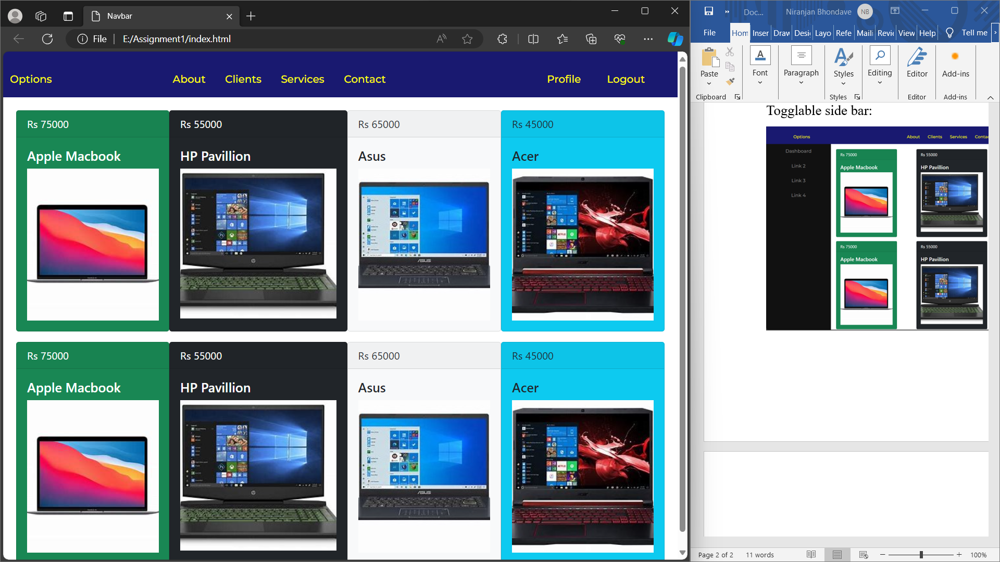 Navbar
File
E:/Assignment1/index.html
Options
About
Clients
Services
Contact
Profile
Logout
Rs 75000
Rs 55000
Rs 65000
Rs 45000
Apple Macbook
HP Pavillion
Asus
Acer
Rs 75000
Rs 55000
Rs 65000
Rs 45000
Apple Macbook
HP Pavillion
Asus
Acer
Doc...
Niranjan Bhondave
NB
File
Hom
Inser
Draw
Desi
Layo
Refe
Maili
Revie
View
Help
Tell me
Paste
Font
Paragraph
Styles
Editing
Editor
Add-ins
Clipboard
Styles
Editor
Add-ins
Togglable side bar:
Options
About
Clients
Services
Contac
Dashboard
Link 2
Link 3
Link 4
Rs 75000
Rs 55000
Apple Macbook
HP Pavillion
Rs 75000
Rs 55000
Apple Macbook
HP Pavillion
Page 2 of 2
11 words
100%